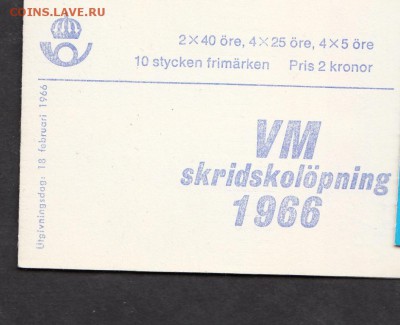 COINS.LAVE.RU
2×40 öre, 4×25 öre, 4×5 öre
10 stycken frimärken Pris 2 kronor
Utgivningsdag: 18 februari 1966
VM
skridskolöpning
1966